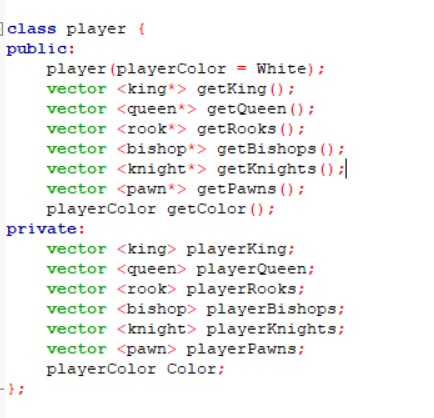 class player {
public:
    player(playerColor = White);
    vector <king*> getKing();
    vector <queen*> getQueen();
    vector <rook*> getRooks();
    vector <bishop*> getBishops();
    vector <knight*> getKnights();
    vector <pawn*> getPawns();
    playerColor getColor();
private:
    vector <king> playerKing;
    vector <queen> playerQueen;
    vector <rook> playerRooks;
    vector <bishop> playerBishops;
    vector <knight> playerKnights;
    vector <pawn> playerPawns;
    playerColor Color;
};